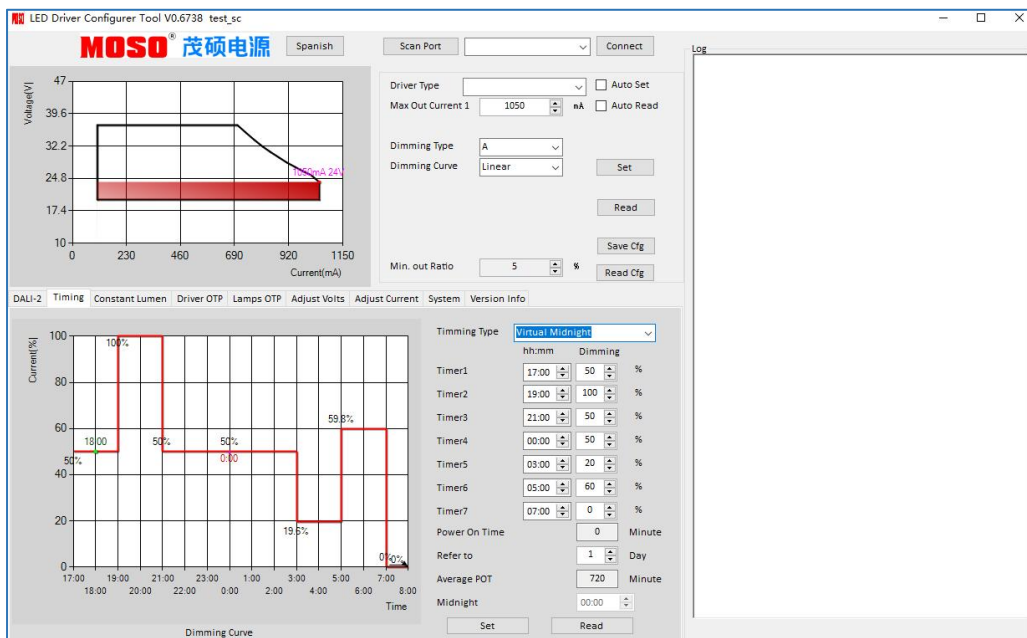 LED Driver Configurer Tool V0.6738 test_sc
MOSO® 茂硕电源
Spanish
Scan Port
Connect
Log
Voltage(V)
47
39.6
32.2
24.8
17.4
10
1050mA 24V
0
230
460
690
920
1150
Current(mA)
Driver Type
Auto Set
Max Out Current 1
1050
mA
Auto Read
Dimming Type
A
Dimming Curve
Linear
Set
Read
Save Cfg
Min. out Ratio
5
%
Read Cfg
DALI-2 Timing Constant Lumen Driver OTP Lamps OTP Adjust Volts Adjust Current System Version Info
Current(%)
100
80
60
40
20
0
50%
18:00
100%
50%
50%
0:00
19.6%
59.8%
0%
0%
17:00 19:00 21:00 23:00 1:00 3:00 5:00 7:00
18:00 20:00 22:00 0:00 2:00 4:00 6:00 8:00
Time
Dimming Curve
Timming Type
Virtual Midnight
hh:mm Dimming
Timer1 17:00 50 %
Timer2 19:00 100 %
Timer3 21:00 50 %
Timer4 00:00 50 %
Timer5 03:00 20 %
Timer6 05:00 60 %
Timer7 07:00 0 %
Power On Time 0 Minute
Refer to 1 Day
Average POT 720 Minute
Midnight 00:00
Set Read